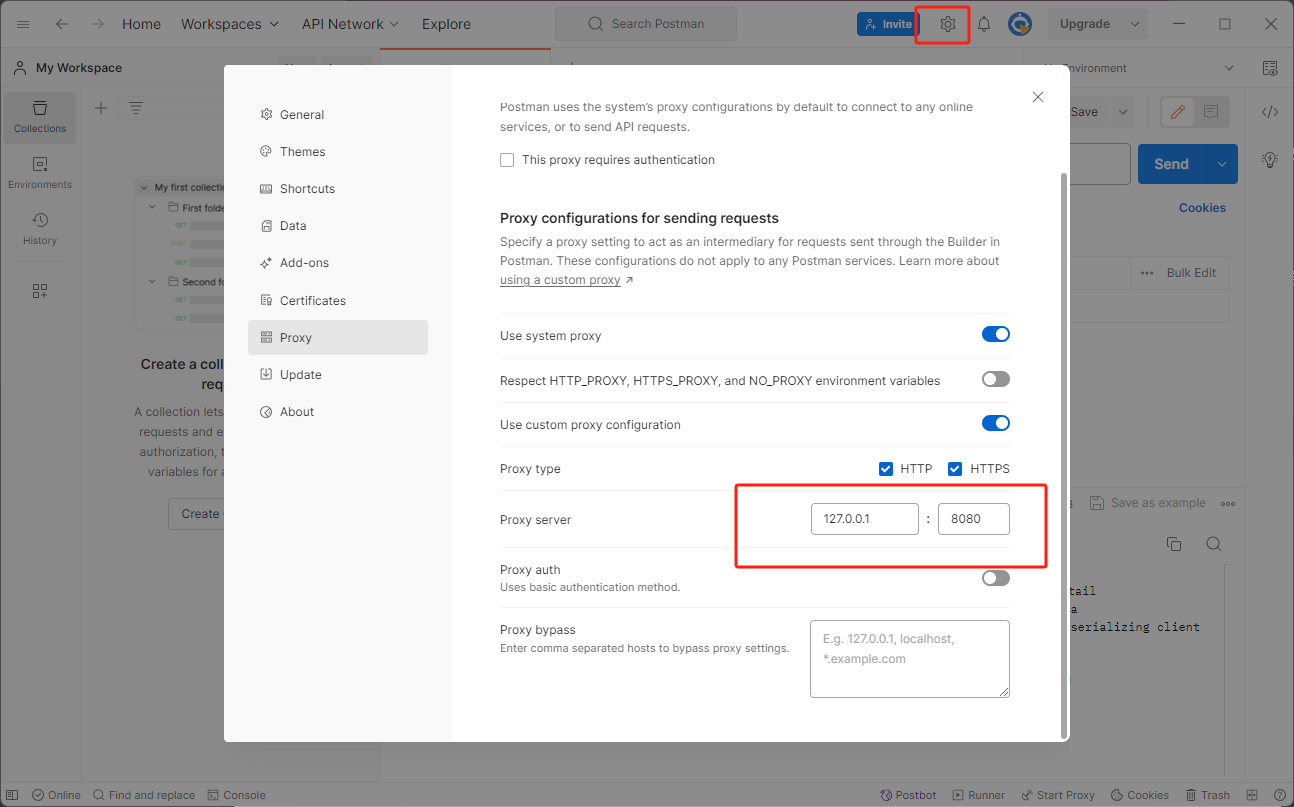 Home
Workspaces
API Network
Explore
Search Postman
Invite
Upgrade
My Workspace
Environment
Collections
Environments
History
My first collection
First folde
GET
POST
GET
Second fo
GET
GET
Create a coll
req
A collection lets
requests and e
authorization, t
variables for a
Create
General
Themes
Shortcuts
Data
Add-ons
Certificates
Proxy
Update
About
Postman uses the system's proxy configurations by default to connect to any online
services, or to send API requests.
This proxy requires authentication
Proxy configurations for sending requests
Specify a proxy setting to act as an intermediary for requests sent through the Builder in
Postman. These configurations do not apply to any Postman services. Learn more about
using a custom proxy ↗
Use system proxy
Respect HTTP_PROXY, HTTPS_PROXY, and NO_PROXY environment variables
Use custom proxy configuration
Proxy type
HTTP
HTTPS
Proxy server
127.0.0.1 : 8080
Proxy auth
Uses basic authentication method.
Proxy bypass
Enter comma separated hosts to bypass proxy settings.
E.g. 127.0.0.1, localhost,
*.example.com
Save
Send
Cookies
Bulk Edit
Save as example
tail
a
serializing client
Online
Find and replace
Console
Postbot
Runner
Start Proxy
Cookies
Trash